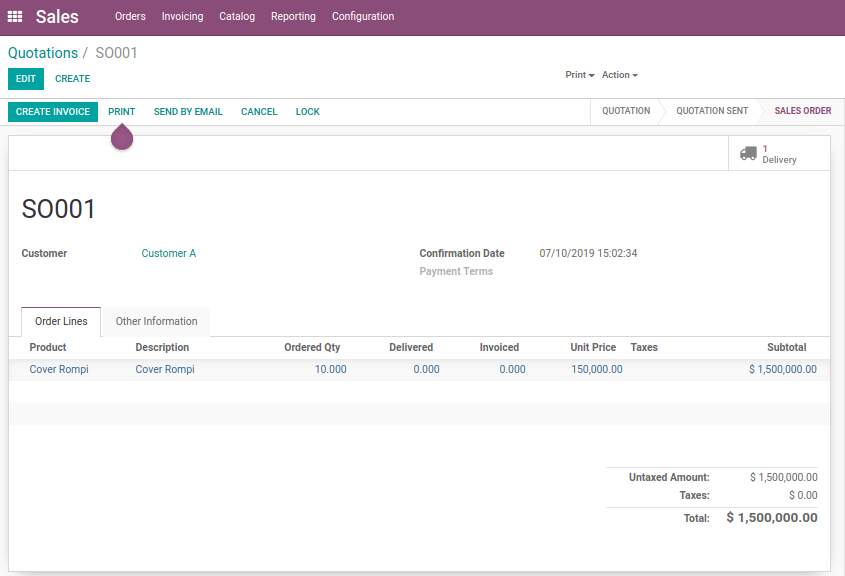 Sales Orders Invoicing Catalog Reporting Configuration
Quotations / SO001
EDIT CREATE Print Action
CREATE INVOICE PRINT SEND BY EMAIL CANCEL LOCK QUOTATION QUOTATION SENT SALES ORDER
1
Delivery
SO001
Customer Customer A Confirmation Date 07/10/2019 15:02:34
Payment Terms
Order Lines Other Information
Product Description Ordered Qty Delivered Invoiced Unit Price Taxes Subtotal
Cover Rompi Cover Rompi 10.000 0.000 0.000 150,000.00 $ 1,500,000.00
Untaxed Amount: $ 1,500,000.00
Taxes: $ 0.00
Total: $ 1,500,000.00